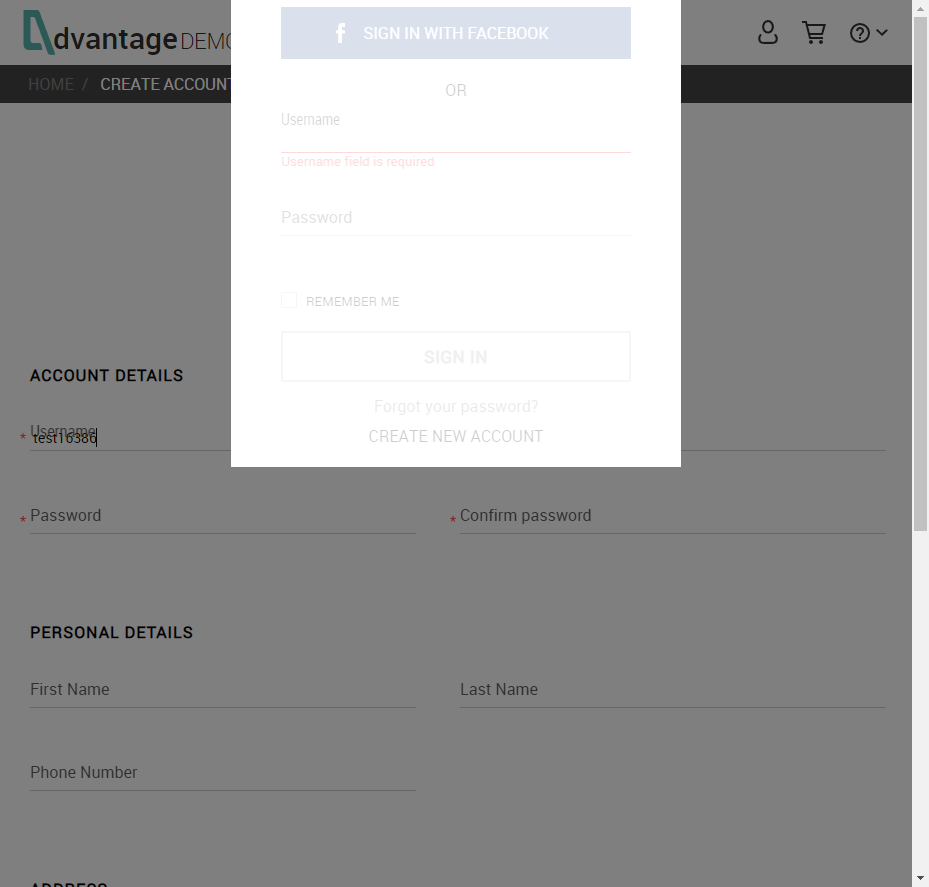 dvantage DEMO
SIGN IN WITH FACEBOOK
HOME / CREATE ACCOUNT
OR
Username
Username field is required
Password
REMEMBER ME
SIGN IN
Forgot your password?
CREATE NEW ACCOUNT
ACCOUNT DETAILS
* Username
test16386
* Password
* Confirm password
PERSONAL DETAILS
First Name
Last Name
Phone Number
ADDRESS